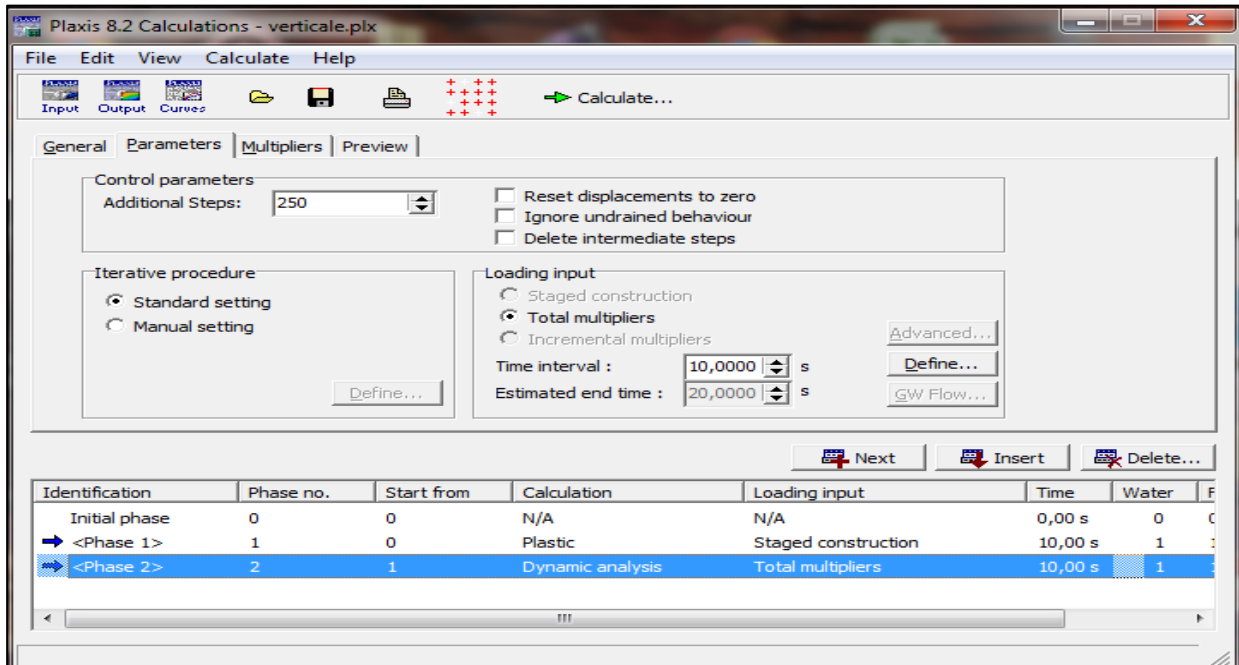 Plaxis 8.2 Calculations - verticale.plx
File Edit View Calculate Help
Input Output Curves Calculate...
General Parameters Multipliers Preview
Control parameters
Additional Steps: 250
Reset displacements to zero
Ignore undrained behaviour
Delete intermediate steps
Iterative procedure
Standard setting
Manual setting
Define...
Loading input
Staged construction
Total multipliers
Incremental multipliers
Advanced...
Time interval : 10,0000 s
Define...
Estimated end time : 20,0000 s
GW Flow...
Next Insert Delete...
Identification Phase no. Start from Calculation Loading input Time Water F
Initial phase 0 0 N/A N/A 0,00 s 0
<Phase 1> 1 0 Plastic Staged construction 10,00 s 1
<Phase 2> 2 1 Dynamic analysis Total multipliers 10,00 s 1